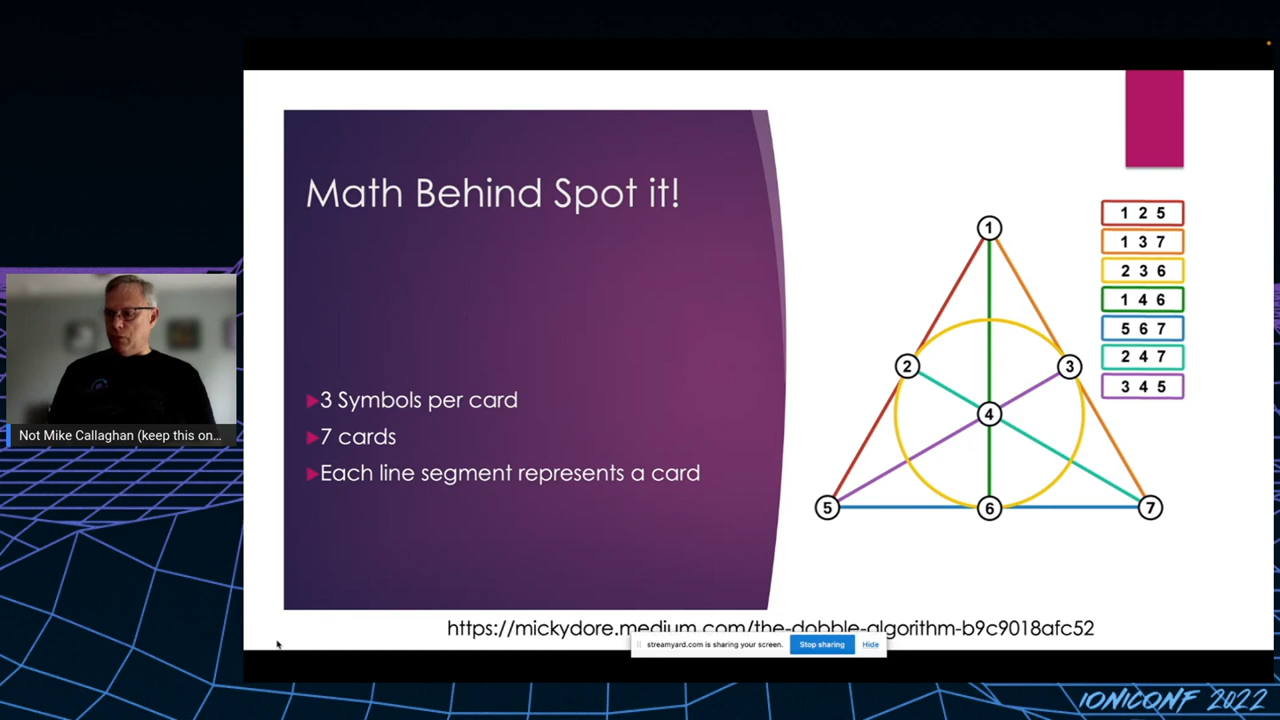 Math Behind Spot it!
3 Symbols per card
7 cards
Each line segment represents a card
1
2
3
4
5
6
7
1 2 5
1 3 7
2 3 6
1 4 6
5 6 7
2 4 7
3 4 5
https://mickydore.medium.com/the-dobble-algorithm-b9c9018afc52
streamyard.com is sharing your screen.
Stop sharing
Hide
Not Mike Callaghan (keep this on...
IONICONF 2022